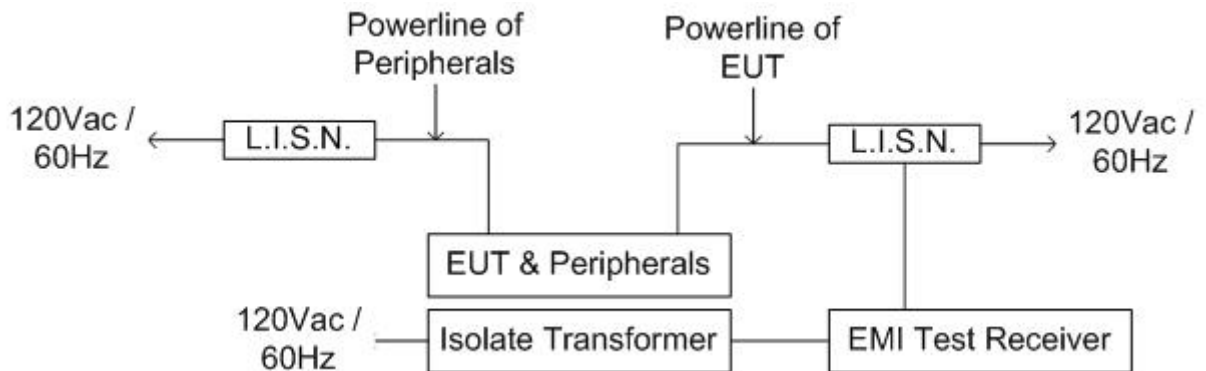 Powerline of
Peripherals
Powerline of
EUT
120Vac /
60Hz
L.I.S.N.
L.I.S.N.
120Vac /
60Hz
EUT & Peripherals
120Vac /
60Hz
Isolate Transformer
EMI Test Receiver